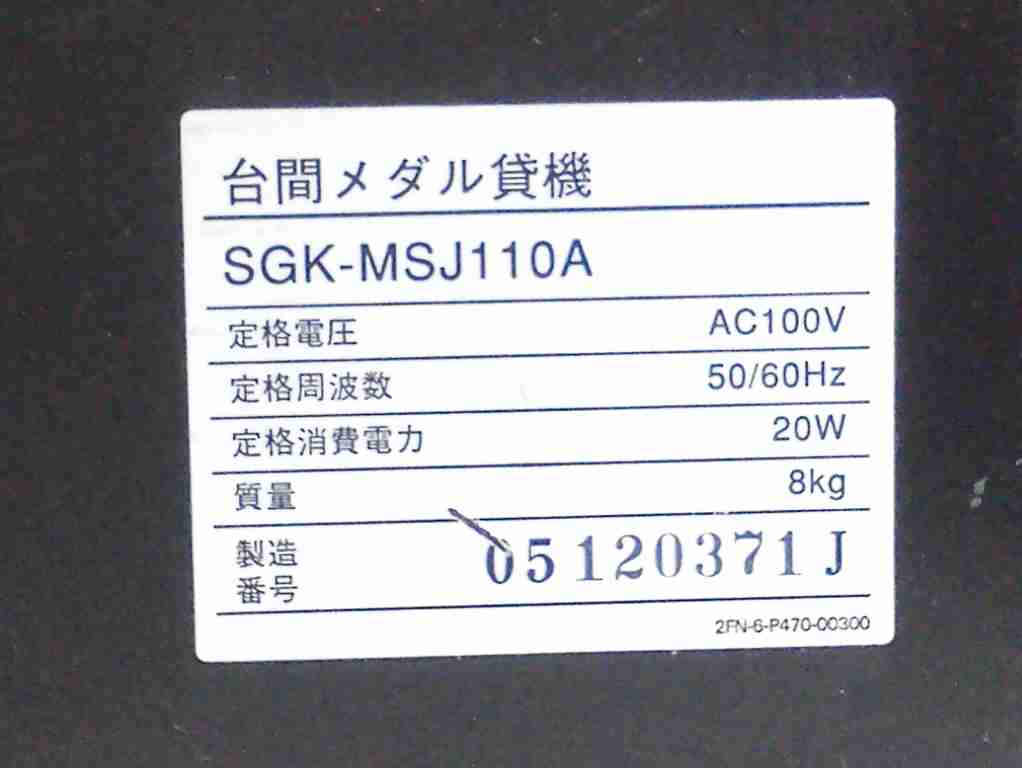 台間メダル貸機
SGK-MSJ110A
定格電圧 AC100V
定格周波数 50/60Hz
定格消費電力 20W
質量 8kg
製造
番号 05120371J
2FN-6-P470-00300